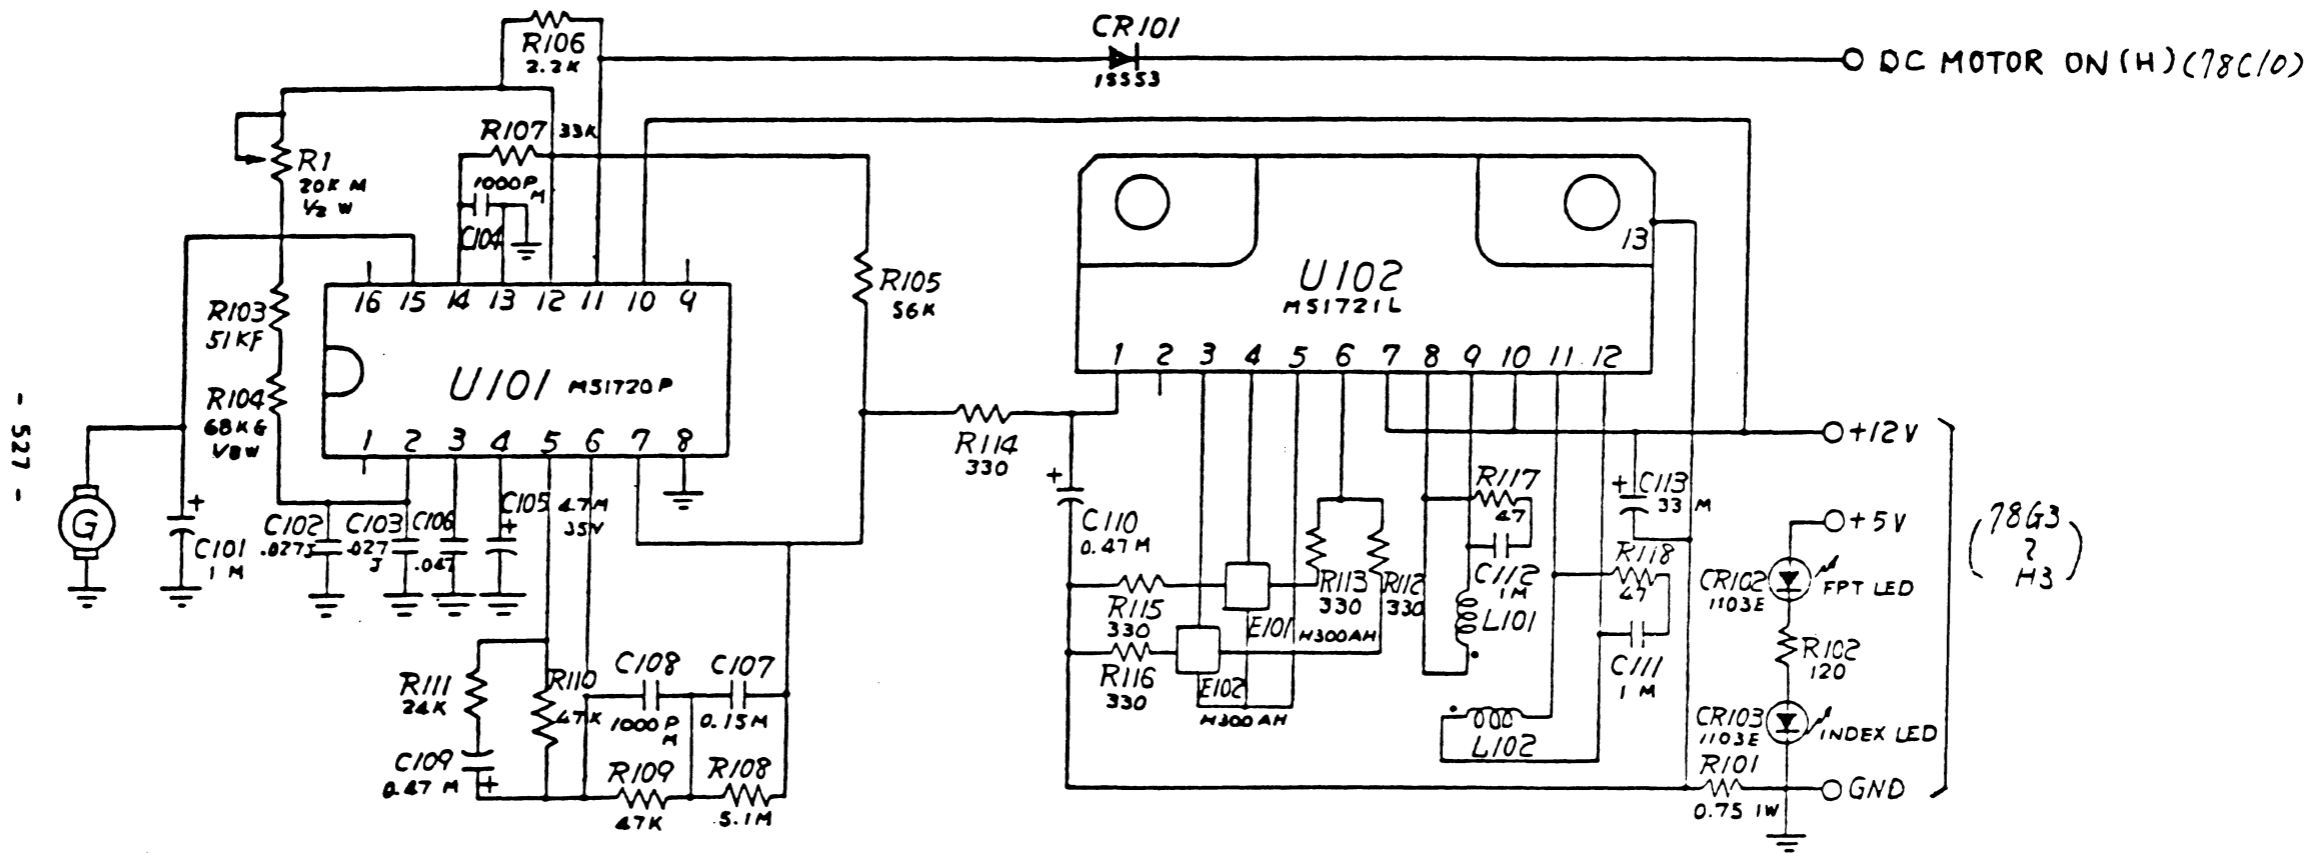 R106
2.2K
CR101
1S553
DC MOTOR ON (H) (78C10)
R107 33K
1000P
M
C104
R1
20K M
1/2 W
R103
51KF
R104
68KG
1/8W
16 15 14 13 12 11 10 9
U101 M51720P
1 2 3 4 5 6 7 8
R105
56K
U102
M51721L
13
1 2 3 4 5 6 7 8 9 10 11 12
R114
330
- 527 -
G
C101
1 M
C102
.027J
C103
.027
J
C106
.047
C105 47M
35V
C110
0.47M
R115
330
R116
330
E101
H300AH
E102
H300AH
R113
330
R112
330
R117
47
C112
1M
L101
L102
R118
47
C111
1 M
C113
33 M
+12V
+5V
CR102
1103E
FPT LED
R102
120
CR103
1103E
INDEX LED
R101
0.75 1W
GND
(78G3
~
H3)
R111
24K
C109
0.47 M
R110
47K
C108
1000P
M
C107
0.15M
R109
47K
R108
5.1M